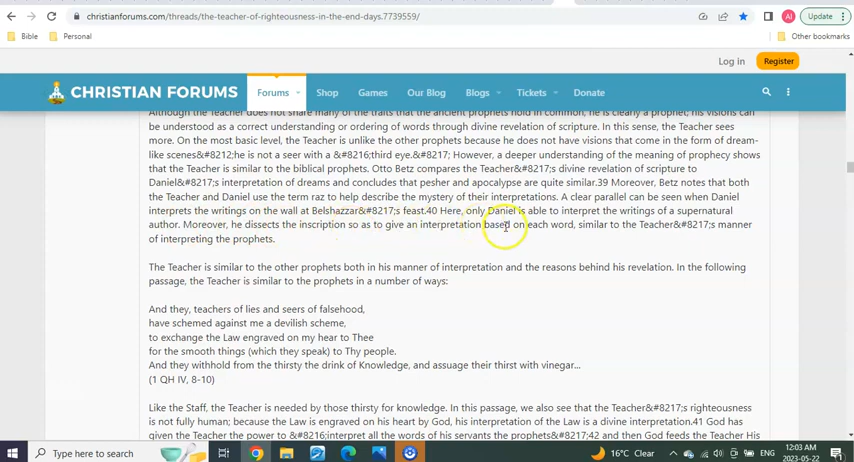 christianforums.com/threads/the-teacher-of-righteousness-in-the-end-days.7739559/
AI
Update
Bible
Personal
Other bookmarks
Log in
Register
CHRISTIAN FORUMS
Forums
Shop
Games
Our Blog
Blogs
Tickets
Donate
Although the Teacher does not share many of the traits that the ancient prophets hold in common, he is clearly a prophet; his visions can
be understood as a correct understanding or ordering of words through divine revelation of scripture. In this sense, the Teacher sees
more. On the most basic level, the Teacher is unlike the other prophets because he does not have visions that come in the form of dream-
like scenes&#8212;he is not a seer with a &#8216;third eye.&#8217; However, a deeper understanding of the meaning of prophecy shows
that the Teacher is similar to the biblical prophets. Otto Betz compares the Teacher&#8217;s divine revelation of scripture to
Daniel&#8217;s interpretation of dreams and concludes that pesher and apocalypse are quite similar.39 Moreover, Betz notes that both
the Teacher and Daniel use the term raz to help describe the mystery of their interpretations. A clear parallel can be seen when Daniel
interprets the writings on the wall at Belshazzar&#8217;s feast.40 Here, only Daniel is able to interpret the writings of a supernatural
author. Moreover, he dissects the inscription so as to give an interpretation based on each word, similar to the Teacher&#8217;s manner
of interpreting the prophets.
The Teacher is similar to the other prophets both in his manner of interpretation and the reasons behind his revelation. In the following
passage, the Teacher is similar to the prophets in a number of ways:
And they, teachers of lies and seers of falsehood,
have schemed against me a devilish scheme,
to exchange the Law engraved on my heart by Thee
for the smooth things (which they speak) to Thy people.
And they withhold from the thirsty the drink of Knowledge, and assuage their thirst with vinegar...
(1 QH IV, 8-10)
Like the Staff, the Teacher is needed by those thirsty for knowledge. In this passage, we also see that the Teacher&#8217;s righteousness
is not fully human; because the Law is engraved on his heart by God, his interpretation of the Law is a divine interpretation.41 God has
given the Teacher the power to &#8216;interpret all the words of his servants the prophets&#8217;42 and then God feeds the Teacher His
Type here to search
16°C Clear
ENG
12:03 AM
2023-05-22